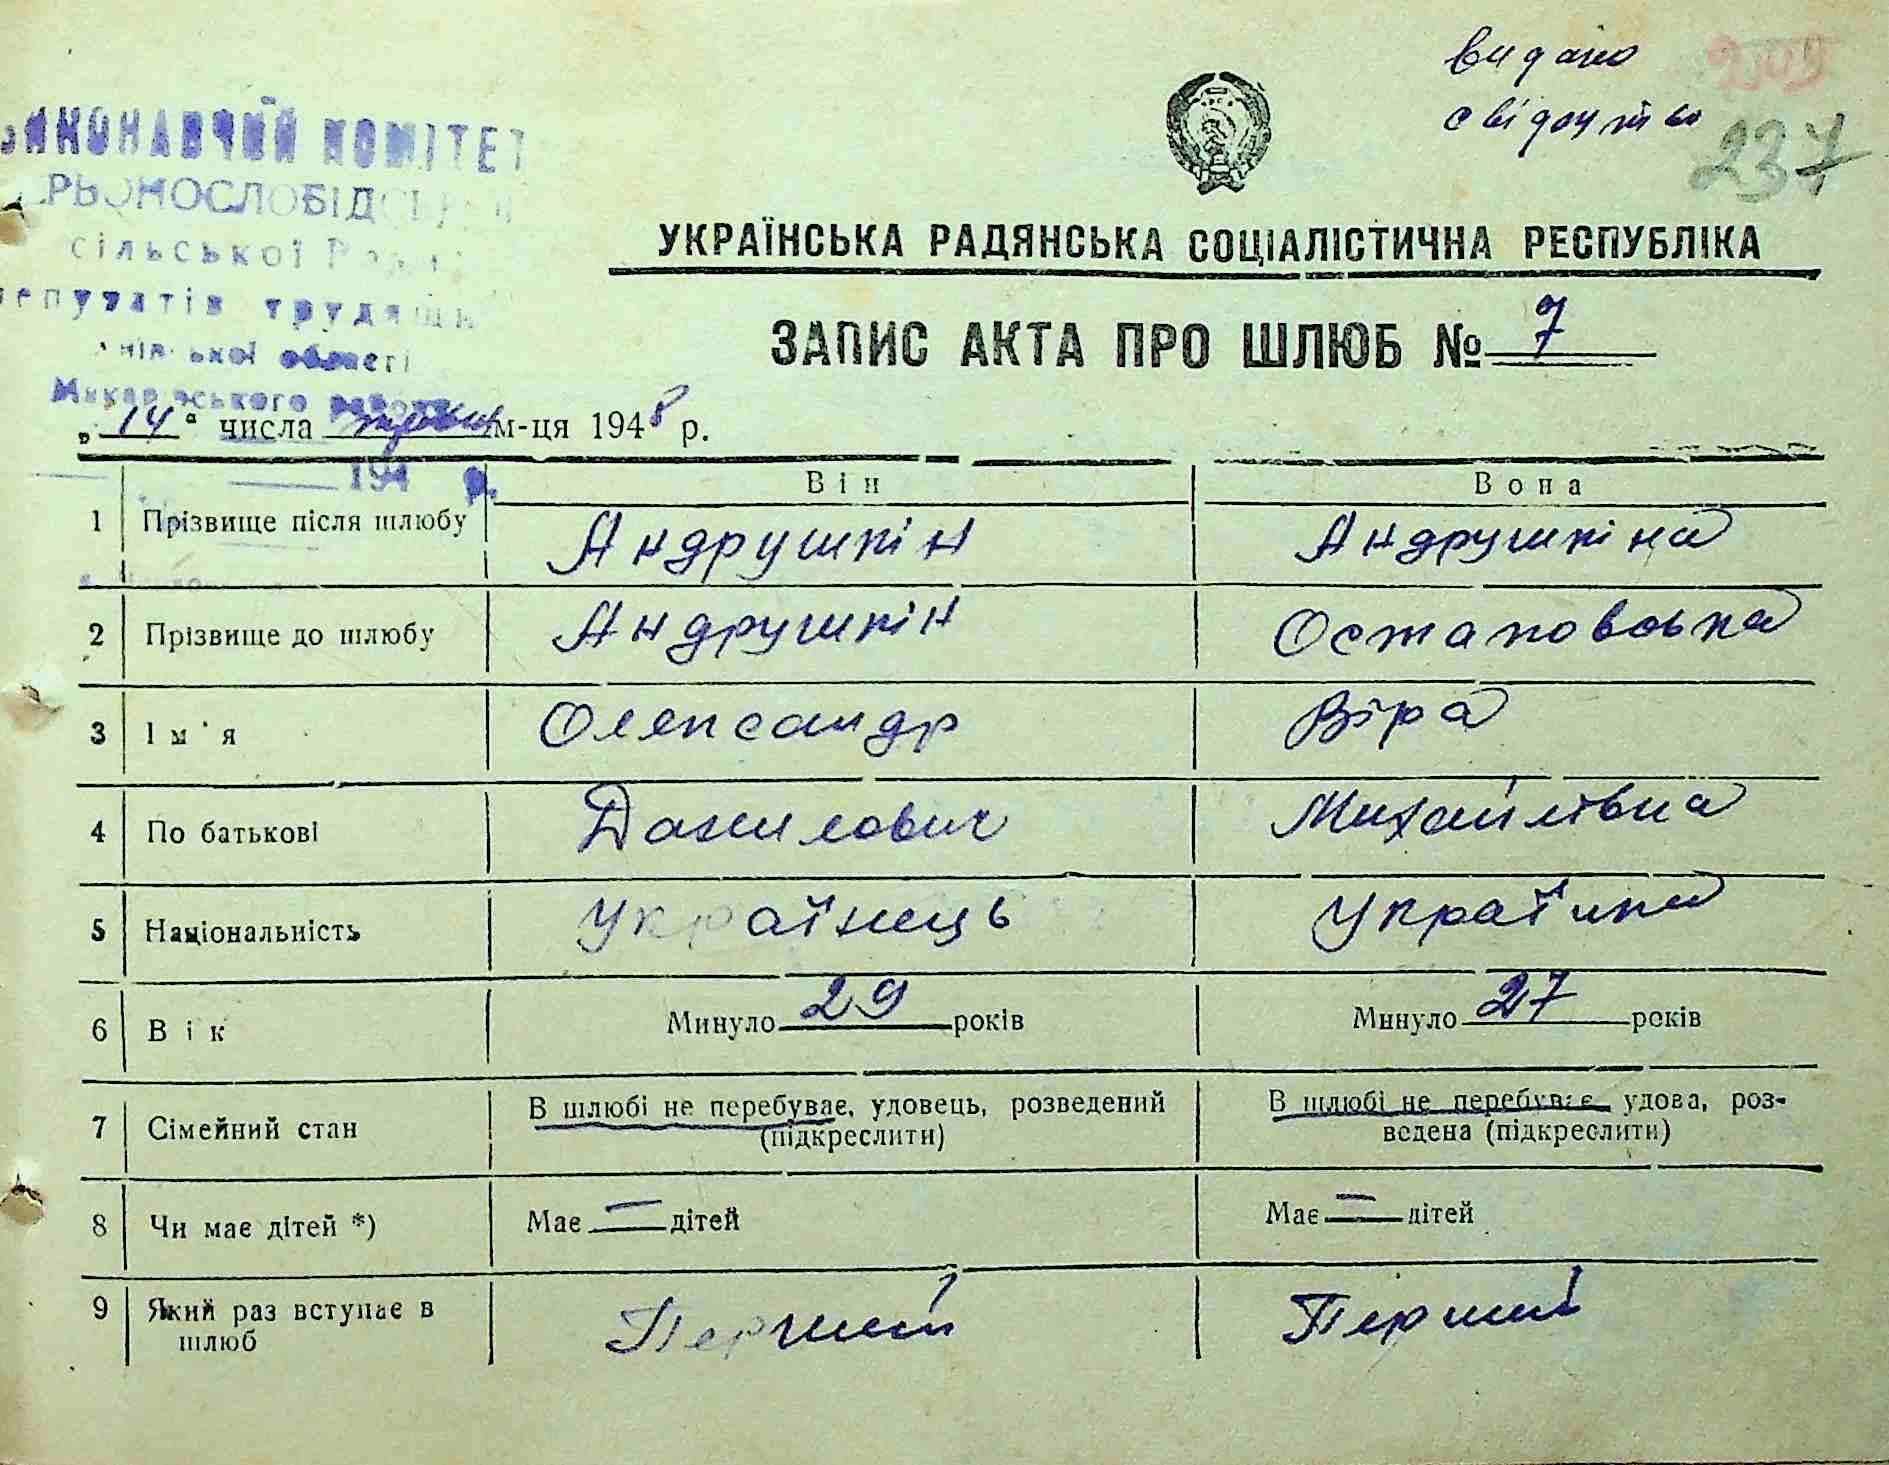 видано
свідоцтво
237
ВИКОНАВЧИЙ КОМІТЕТ
сільської Ради
депутатів трудящих
області
Макарівського району
194 р.
УКРАЇНСЬКА РАДЯНСЬКА СОЦІАЛІСТИЧНА РЕСПУБЛІКА
ЗАПИС АКТА ПРО ШЛЮБ № 7
„14" числа травня м-ця 1948 р.
Він Вона
1 Прізвище після шлюбу Андрушкін Андрушкіна
2 Прізвище до шлюбу Андрушкін Остаповська
3 Ім'я Олександр Віра
4 По батькові Данилович Михайлівна
5 Національність Українець Українка
6 Вік Минуло 29 років Минуло 27 років
7 Сімейний стан В шлюбі не перебуває, удовець, розведений (підкреслити) В шлюбі не перебуває, удова, розведена (підкреслити)
8 Чи має дітей *) Має — дітей Має — дітей
9 Який раз вступає в шлюб Перший Перший